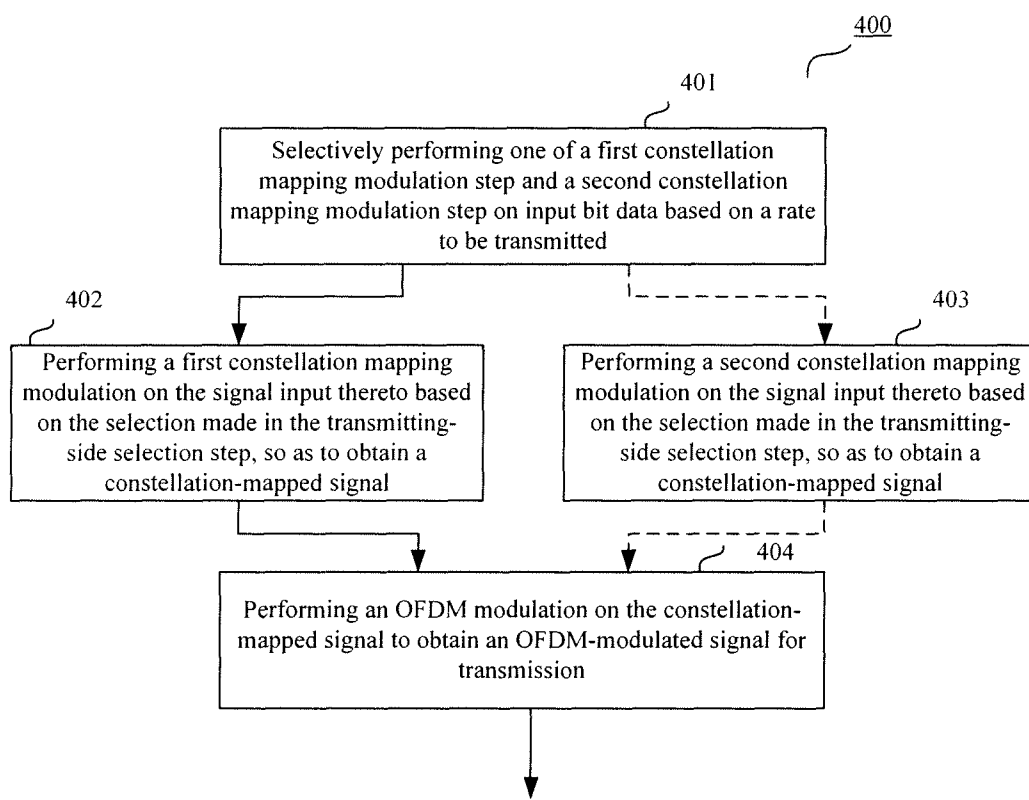 400
401
Selectively performing one of a first constellation
mapping modulation step and a second constellation
mapping modulation step on input bit data based on a rate
to be transmitted
402
403
Performing a first constellation mapping
modulation on the signal input thereto based
on the selection made in the transmitting-
side selection step, so as to obtain a
constellation-mapped signal
Performing a second constellation mapping
modulation on the signal input thereto based
on the selection made in the transmitting-
side selection step, so as to obtain a
constellation-mapped signal
404
Performing an OFDM modulation on the constellation-
mapped signal to obtain an OFDM-modulated signal for
transmission